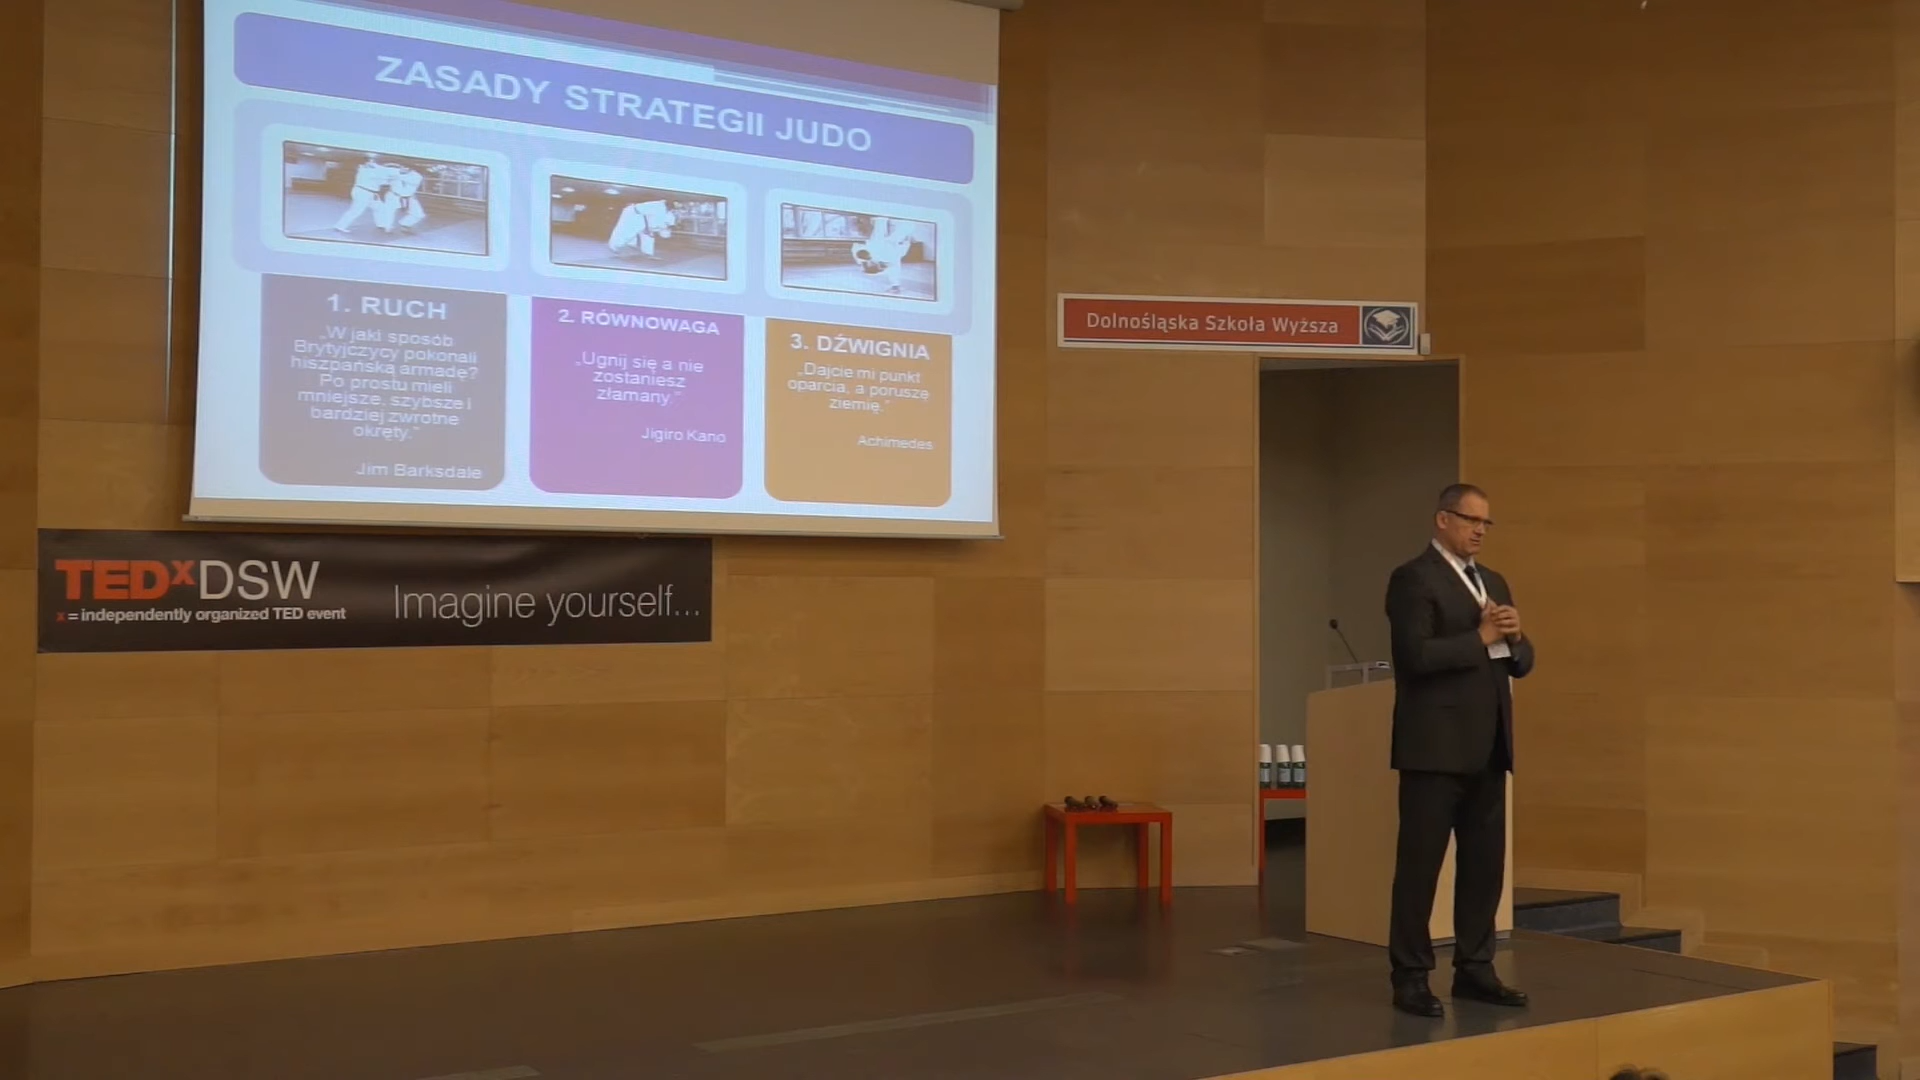 ZASADY STRATEGII JUDO
1. RUCH
„W jaki sposób
Brytyjczycy pokonali
hiszpańską armadę?
Po prostu mieli
mniejsze, szybsze i
bardziej zwrotne
okręty.”
Jim Barksdale
2. RÓWNOWAGA
„Ugnij się a nie
zostaniesz
złamany.”
Jigiro Kano
3. DŹWIGNIA
„Dajcie mi punkt
oparcia, a poruszę
ziemię.”
Achimedes
Dolnośląska Szkoła Wyższa
TEDxDSW
x = independently organized TED event
Imagine yourself...